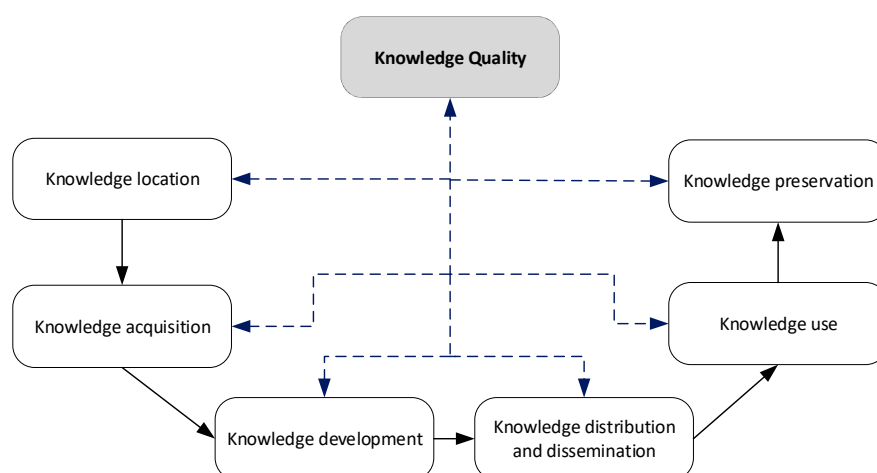 Knowledge Quality
Knowledge location
Knowledge preservation
Knowledge acquisition
Knowledge use
Knowledge development
Knowledge distribution
and dissemination